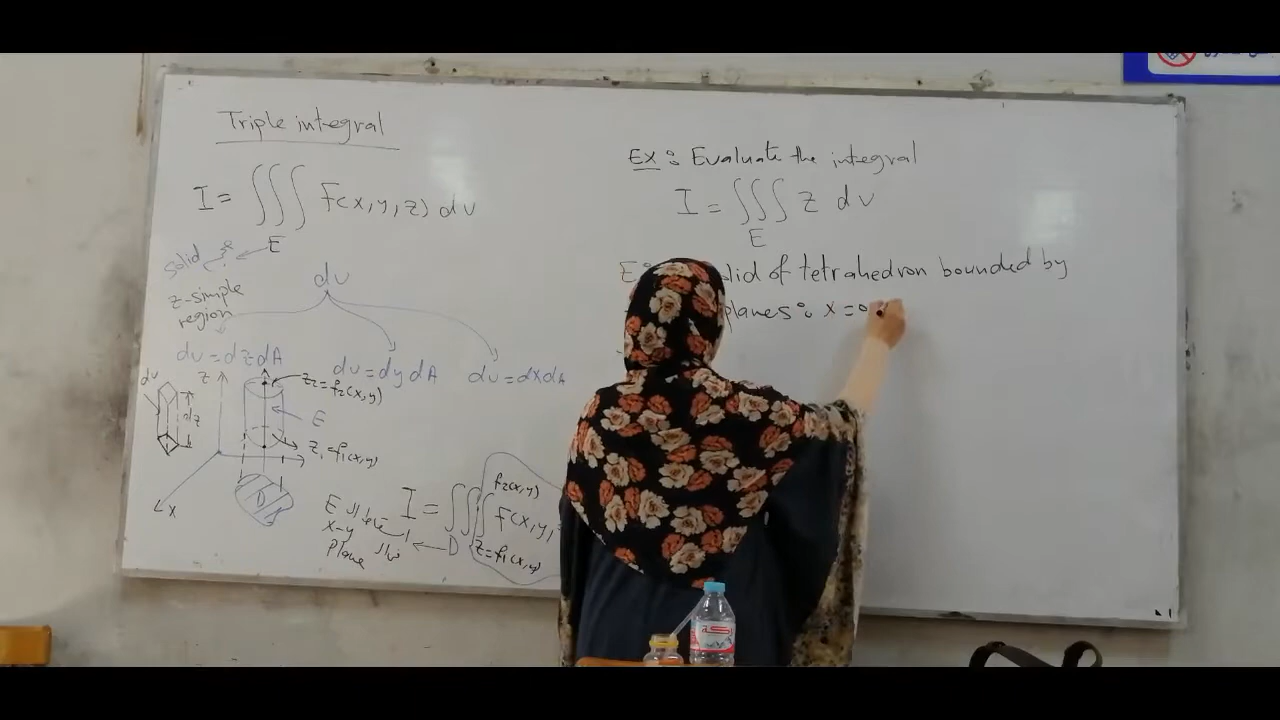 Triple integral
I = ∭ F(x, y, z) dv
E
solid
z-simple
region
dv
dv = dz dA
dv = dy dA
dv = dx dA
dv
dz
z
z₂ = f₂(x,y)
E
z₁ = f₁(x,y)
D
x
E
x-y
plane
I = ∭ F(x, y,
f₂(x,y)
z = f₁(x,y)
D
Ex: Evaluate the integral
I = ∭ z dv
E
E: of tetrahedron bounded by
planes: x = 0